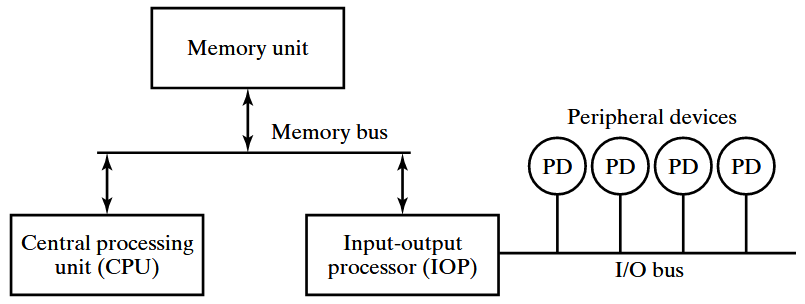 Memory unit
Memory bus
Peripheral devices
PD PD PD PD
Central processing
unit (CPU)
Input-output
processor (IOP)
I/O bus